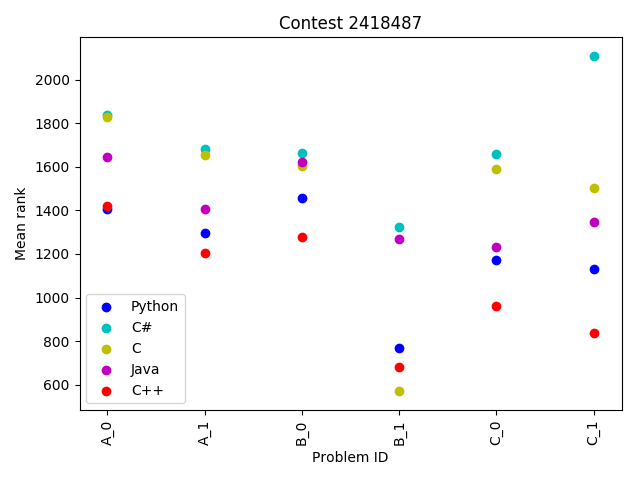 Contest 2418487
Mean rank
2000
1800
1600
1400
1200
1000
800
600
Python
C#
C
Java
C++
A_0
A_1
B_0
B_1
C_0
C_1
Problem ID